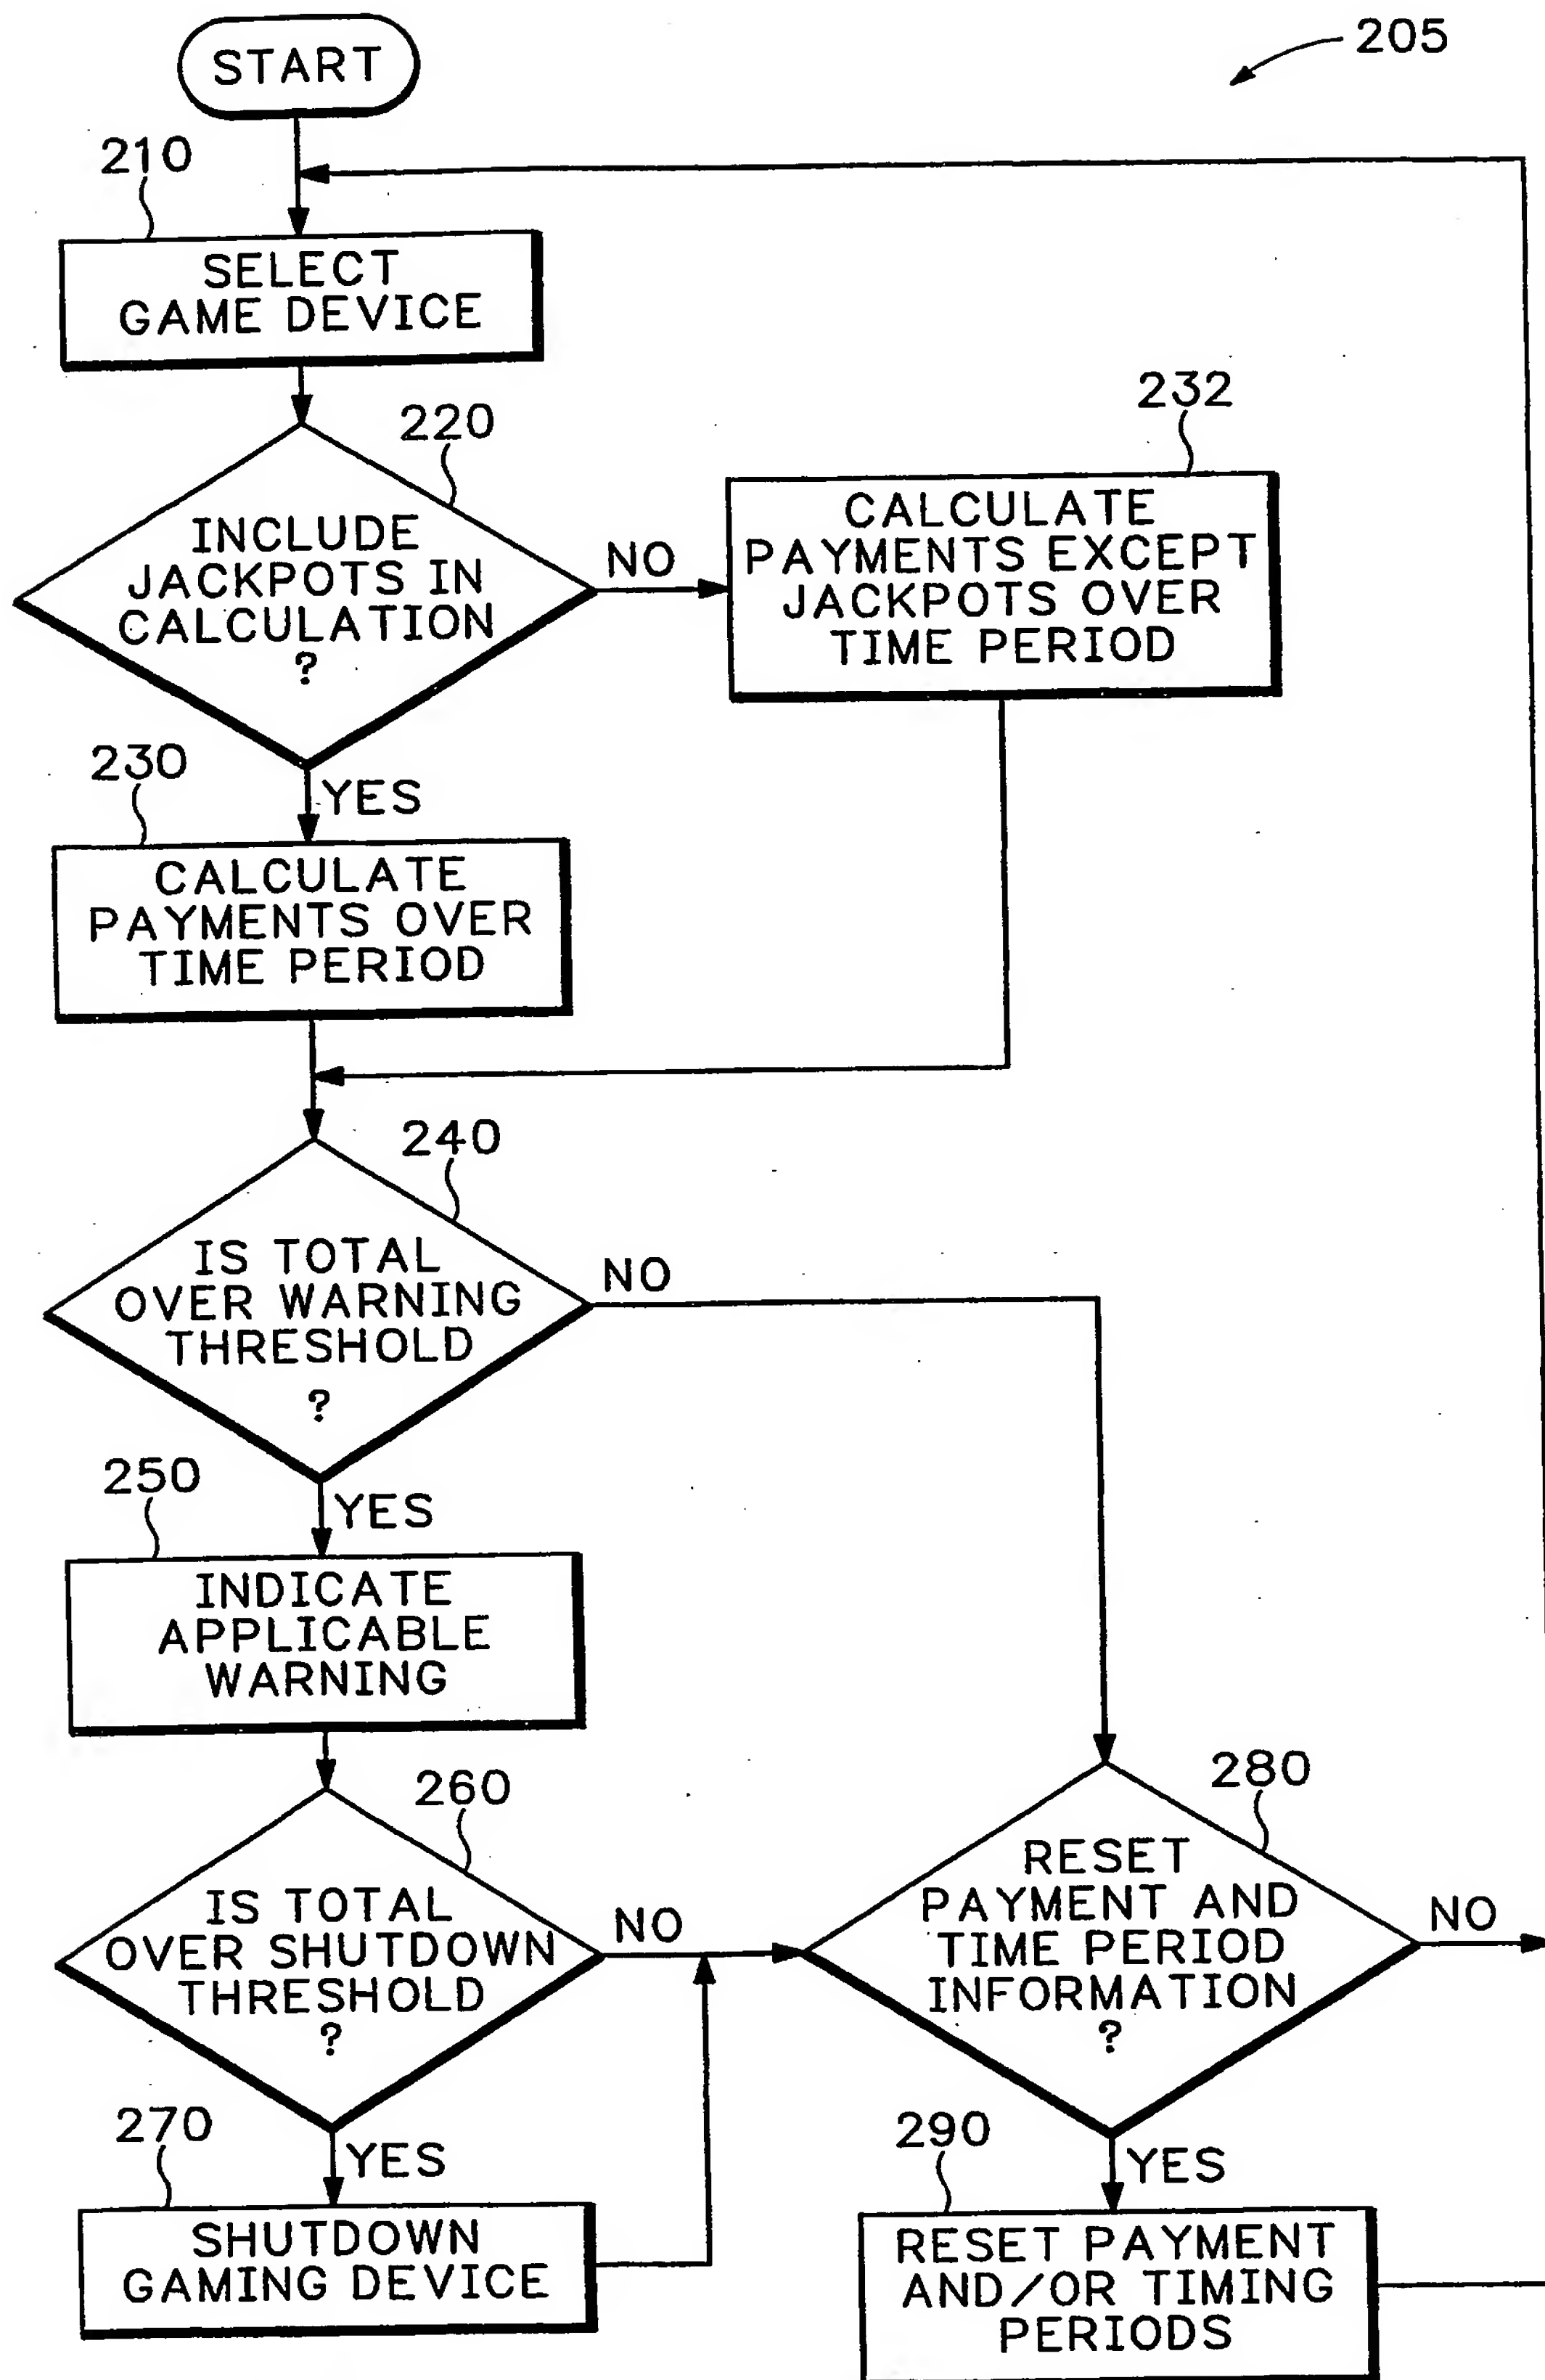 START
205
210
SELECT
GAME DEVICE
220
INCLUDE
JACKPOTS IN
CALCULATION
?
NO
232
CALCULATE
PAYMENTS EXCEPT
JACKPOTS OVER
TIME PERIOD
YES
230
CALCULATE
PAYMENTS OVER
TIME PERIOD
240
IS TOTAL
OVER WARNING
THRESHOLD
?
NO
YES
250
INDICATE
APPLICABLE
WARNING
260
IS TOTAL
OVER SHUTDOWN
THRESHOLD
?
NO
YES
270
SHUTDOWN
GAMING DEVICE
280
RESET
PAYMENT AND
TIME PERIOD
INFORMATION
?
NO
YES
290
RESET PAYMENT
AND/OR TIMING
PERIODS